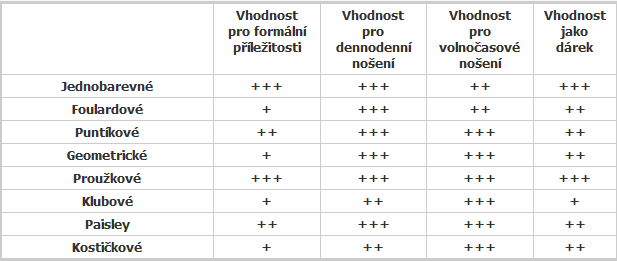 Vhodnost pro formální příležitosti Vhodnost pro dennodenní nošení Vhodnost pro volnočasové nošení Vhodnost jako dárek
Jednobarevné +++ +++ ++ +++
Foulardové + +++ ++ ++
Puntíkové ++ +++ +++ ++
Geometrické + +++ +++ ++
Proužkové +++ +++ +++ +++
Klubové + ++ +++ +
Paisley ++ +++ +++ ++
Kostičkové + ++ +++ ++